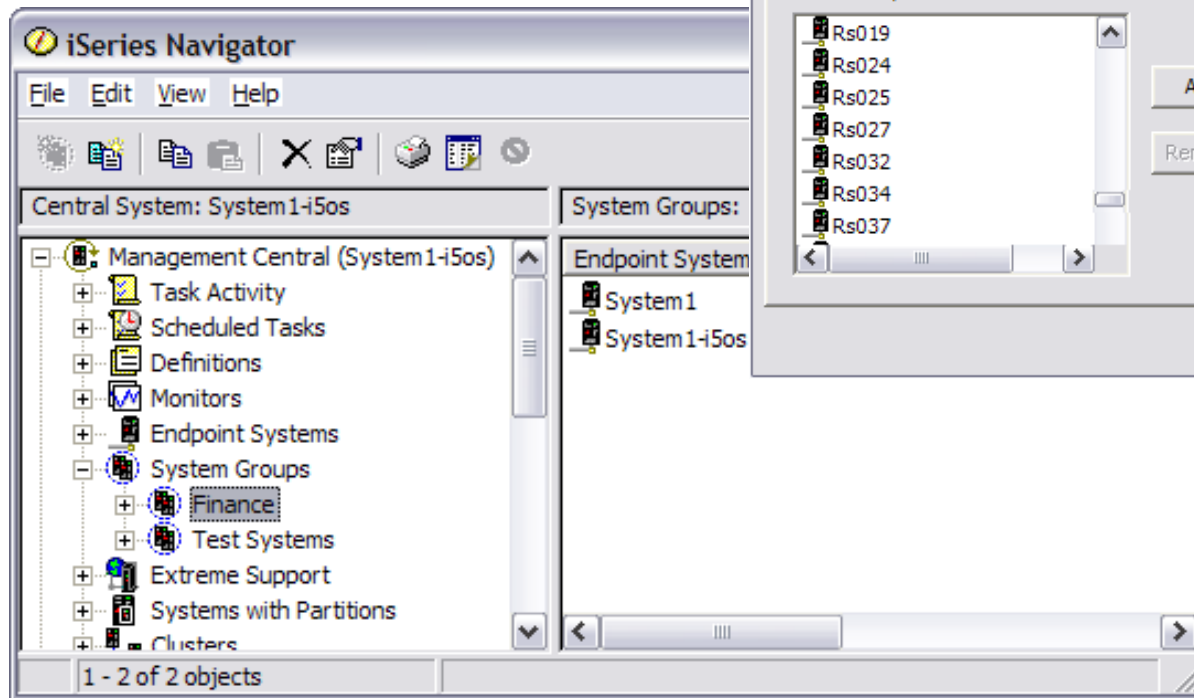 iSeries Navigator
File Edit View Help
Central System: System1-i5os
System Groups:
Management Central (System1-i5os)
Task Activity
Scheduled Tasks
Definitions
Monitors
Endpoint Systems
System Groups
Finance
Test Systems
Extreme Support
Systems with Partitions
Clusters
Endpoint System
System1
System1-i5os
1 - 2 of 2 objects
Rs019
Rs024
Rs025
Rs027
Rs032
Rs034
Rs037